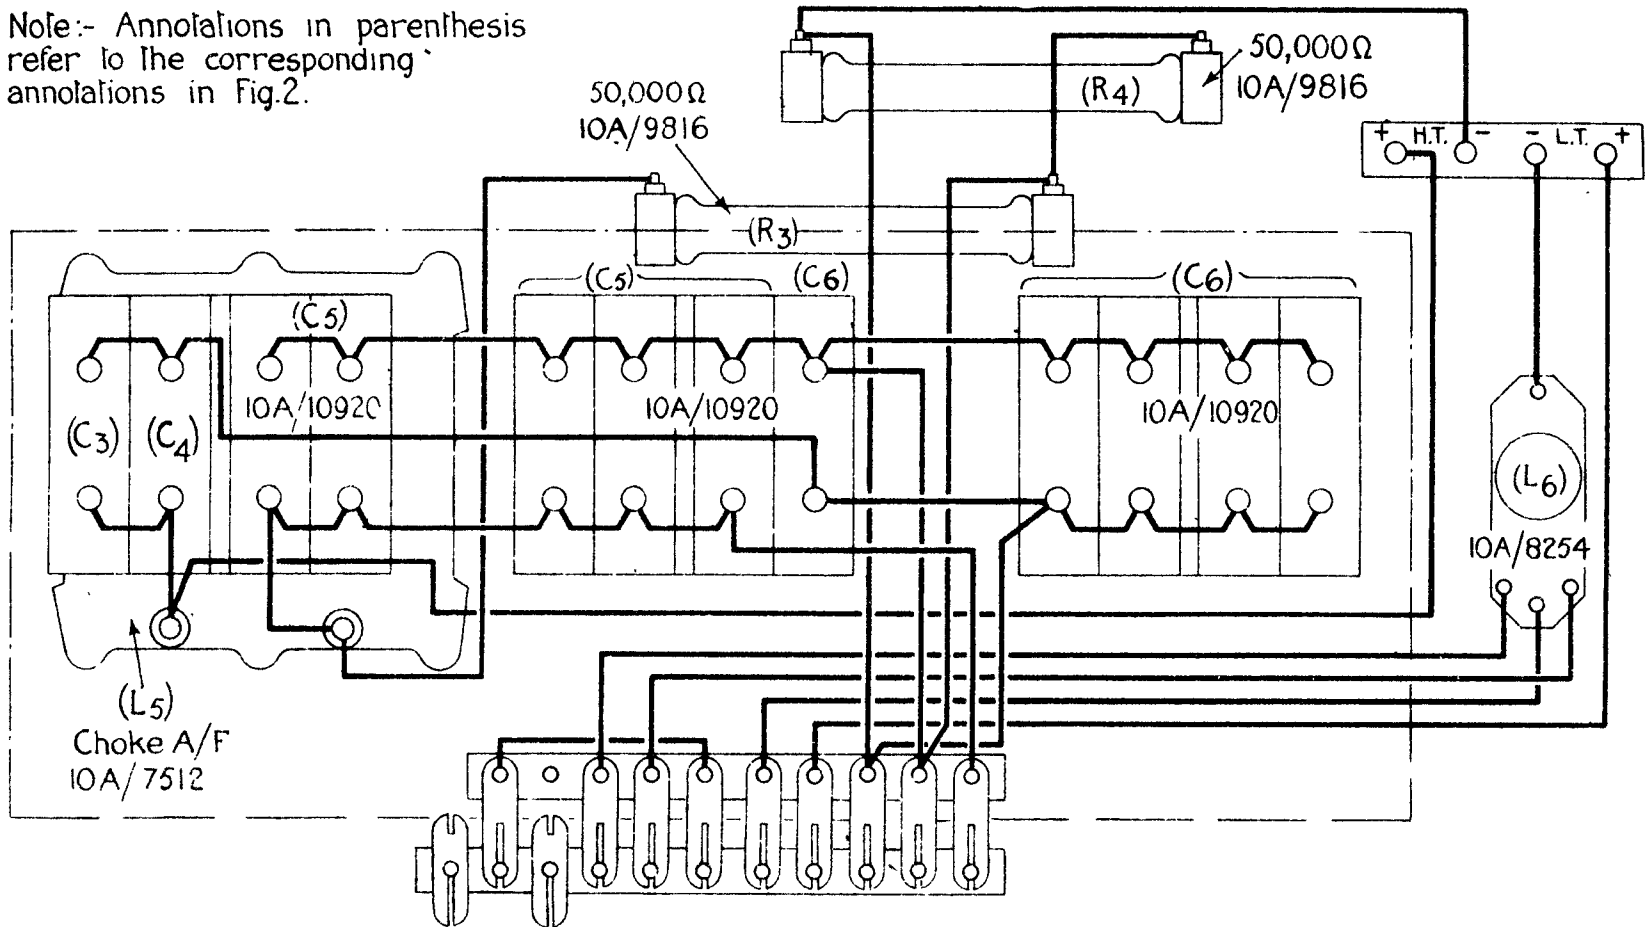 Note:- Annotations in parenthesis
refer to the corresponding
annotations in Fig.2.
50,000Ω
10A/9816
(R4)
50,000Ω
10A/9816
+ H.T. - - L.T. +
(R3)
(C5)
(C5)
(C6)
(C6)
10A/10920
10A/10920
10A/10920
(C3)
(C4)
(L6)
10A/8254
(L5)
Choke A/F
10A/7512